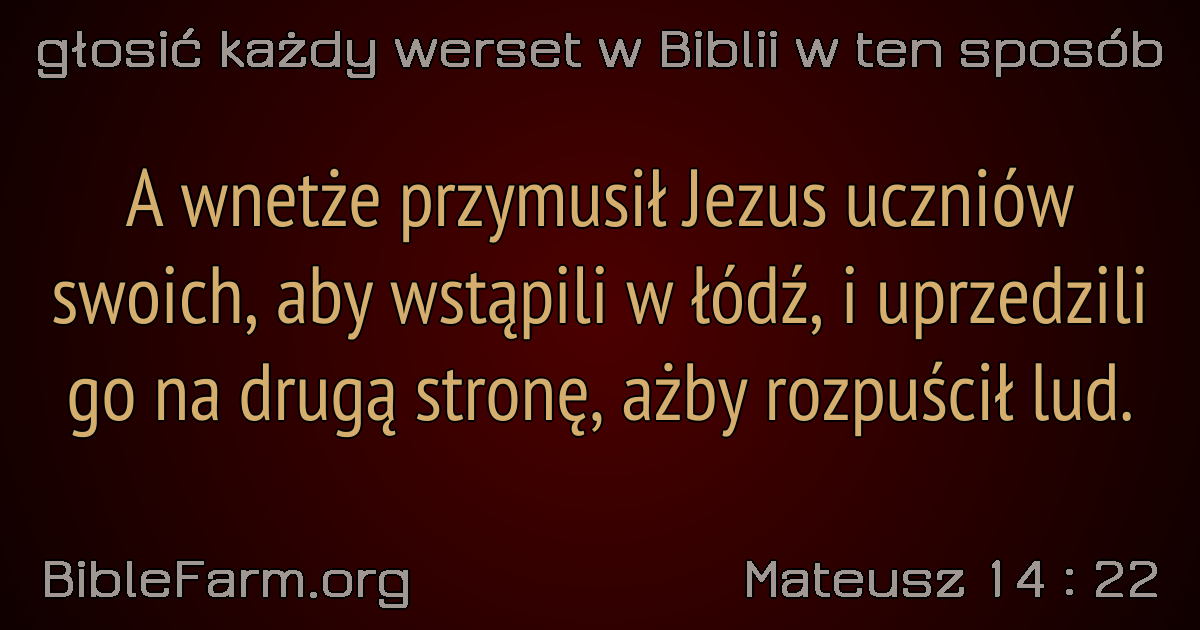 głosić każdy werset w Biblii w ten sposób
A wnetże przymusił Jezus uczniów
swoich, aby wstąpili w łódź, i uprzedzili
go na drugą stronę, ażby rozpuścił lud.
BibleFarm.org
Mateusz 14 : 22